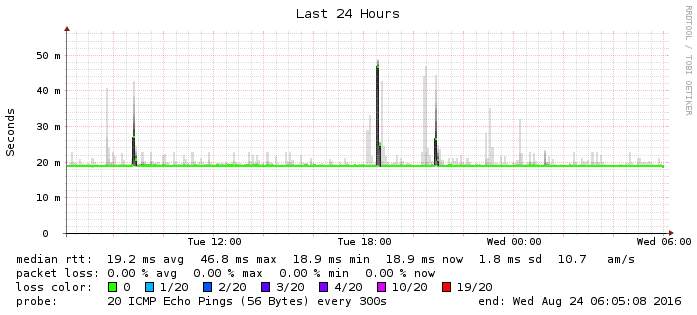 Last 24 Hours
RRDTOOL / TOBI OETIKER
Seconds
50 m
40 m
30 m
20 m
10 m
0
Tue 12:00 Tue 18:00 Wed 00:00 Wed 06:00
median rtt: 19.2 ms avg 46.8 ms max 18.9 ms min 18.9 ms now 1.8 ms sd 10.7 am/s
packet loss: 0.00 % avg 0.00 % max 0.00 % min 0.00 % now
loss color: 0 1/20 2/20 3/20 4/20 10/20 19/20
probe: 20 ICMP Echo Pings (56 Bytes) every 300s end: Wed Aug 24 06:05:08 2016